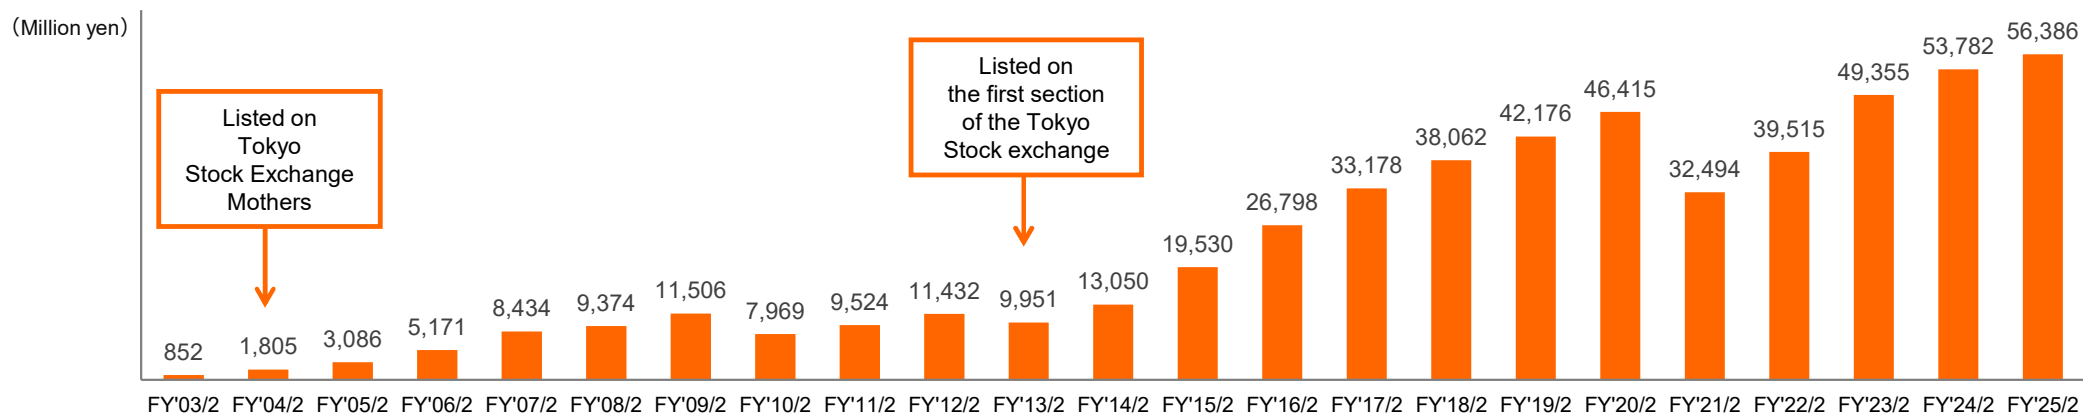 （Million yen）
Listed on
Tokyo
Stock Exchange
Mothers
Listed on
the first section
of the Tokyo
Stock exchange
852
1,805
3,086
5,171
8,434
9,374
11,506
7,969
9,524
11,432
9,951
13,050
19,530
26,798
33,178
38,062
42,176
46,415
32,494
39,515
49,355
53,782
56,386
FY'03/2
FY'04/2
FY'05/2
FY'06/2
FY'07/2
FY'08/2
FY'09/2
FY'10/2
FY'11/2
FY'12/2
FY'13/2
FY'14/2
FY'15/2
FY'16/2
FY'17/2
FY'18/2
FY'19/2
FY'20/2
FY'21/2
FY'22/2
FY'23/2
FY'24/2
FY'25/2